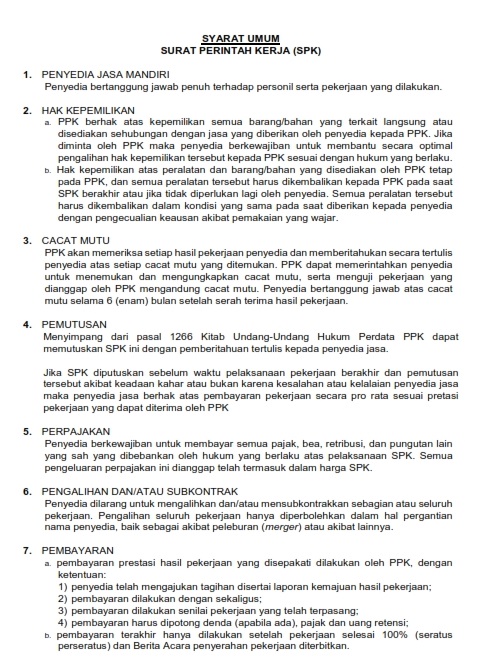 SYARAT UMUM
SURAT PERINTAH KERJA (SPK)
1. PENYEDIA JASA MANDIRI
Penyedia bertanggung jawab penuh terhadap personil serta pekerjaan yang dilakukan.
2. HAK KEPEMILIKAN
a. PPK berhak atas kepemilikan semua barang/bahan yang terkait langsung atau
disediakan sehubungan dengan jasa yang diberikan oleh penyedia kepada PPK. Jika
diminta oleh PPK maka penyedia berkewajiban untuk membantu secara optimal
pengalihan hak kepemilikan tersebut kepada PPK sesuai dengan hukum yang berlaku.
b. Hak kepemilikan atas peralatan dan barang/bahan yang disediakan oleh PPK tetap
pada PPK, dan semua peralatan tersebut harus dikembalikan kepada PPK pada saat
SPK berakhir atau jika tidak diperlukan lagi oleh penyedia. Semua peralatan tersebut
harus dikembalikan dalam kondisi yang sama pada saat diberikan kepada penyedia
dengan pengecualian keausan akibat pemakaian yang wajar.
3. CACAT MUTU
PPK akan memeriksa setiap hasil pekerjaan penyedia dan memberitahukan secara tertulis
penyedia atas setiap cacat mutu yang ditemukan. PPK dapat memerintahkan penyedia
untuk menemukan dan mengungkapkan cacat mutu, serta menguji pekerjaan yang
dianggap oleh PPK mengandung cacat mutu. Penyedia bertanggung jawab atas cacat
mutu selama 6 (enam) bulan setelah serah terima hasil pekerjaan.
4. PEMUTUSAN
Menyimpang dari pasal 1266 Kitab Undang-Undang Hukum Perdata PPK dapat
memutuskan SPK ini dengan pemberitahuan tertulis kepada penyedia jasa.
Jika SPK diputuskan sebelum waktu pelaksanaan pekerjaan berakhir dan pemutusan
tersebut akibat keadaan kahar atau bukan karena kesalahan atau kelalaian penyedia jasa
maka penyedia jasa berhak atas pembayaran pekerjaan secara pro rata sesuai pretasi
pekerjaan yang dapat diterima oleh PPK
5. PERPAJAKAN
Penyedia berkewajiban untuk membayar semua pajak, bea, retribusi, dan pungutan lain
yang sah yang dibebankan oleh hukum yang berlaku atas pelaksanaan SPK. Semua
pengeluaran perpajakan ini dianggap telah termasuk dalam harga SPK.
6. PENGALIHAN DAN/ATAU SUBKONTRAK
Penyedia dilarang untuk mengalihkan dan/atau mensubkontrakkan sebagian atau seluruh
pekerjaan. Pengalihan seluruh pekerjaan hanya diperbolehkan dalam hal pergantian
nama penyedia, baik sebagai akibat peleburan (merger) atau akibat lainnya.
7. PEMBAYARAN
a. pembayaran prestasi hasil pekerjaan yang disepakati dilakukan oleh PPK, dengan
ketentuan:
1) penyedia telah mengajukan tagihan disertai laporan kemajuan hasil pekerjaan;
2) pembayaran dilakukan dengan sekaligus;
3) pembayaran dilakukan senilai pekerjaan yang telah terpasang;
4) pembayaran harus dipotong denda (apabila ada), pajak dan uang retensi;
b. pembayaran terakhir hanya dilakukan setelah pekerjaan selesai 100% (seratus
perseratus) dan Berita Acara penyerahan pekerjaan diterbitkan.